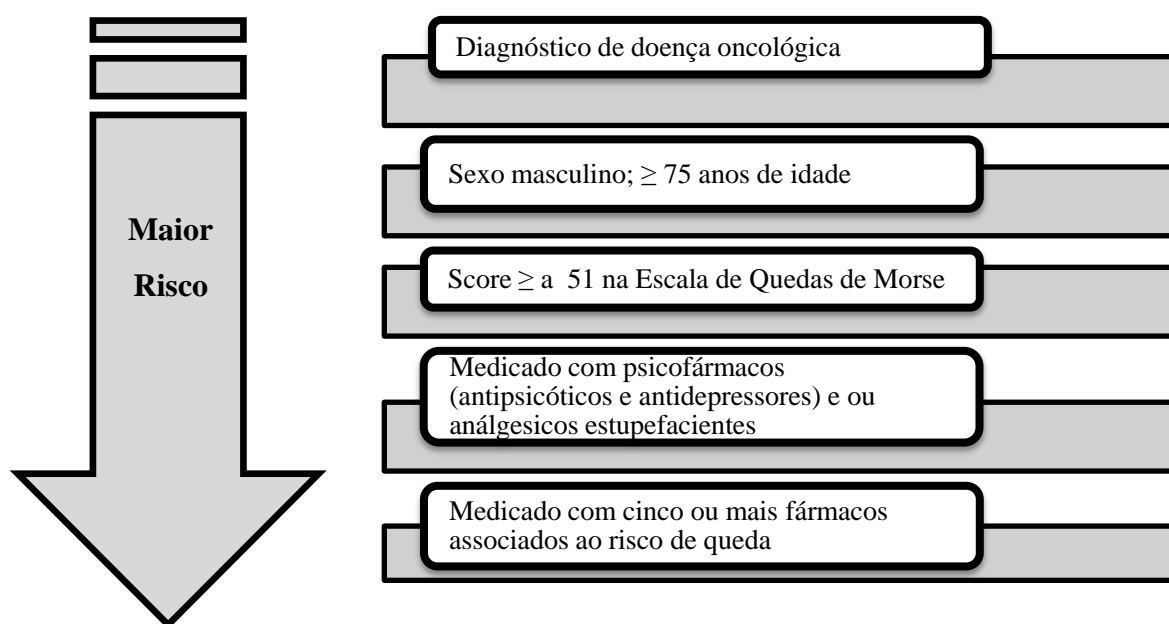 Diagnóstico de doença oncológica
Sexo masculino; ≥ 75 anos de idade
Maior
Risco
Score ≥ a  51 na Escala de Quedas de Morse
Medicado com psicofármacos
(antipsicóticos e antidepressores) e ou
análgesicos estupefacientes
Medicado com cinco ou mais fármacos
associados ao risco de queda